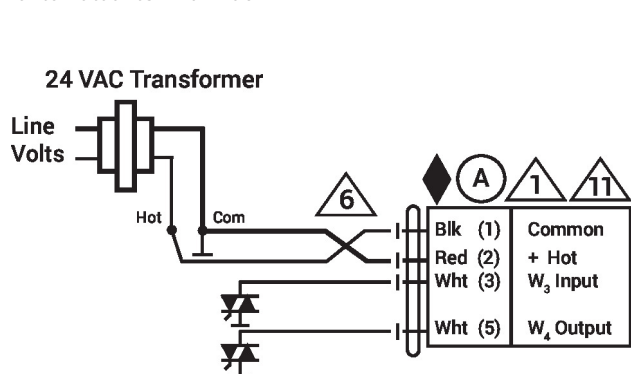 24 VAC Transformer
Line
Volts
Hot
Com
6
A
1
11
Blk (1) Common
Red (2) + Hot
Wht (3) W3 Input
Wht (5) W4 Output